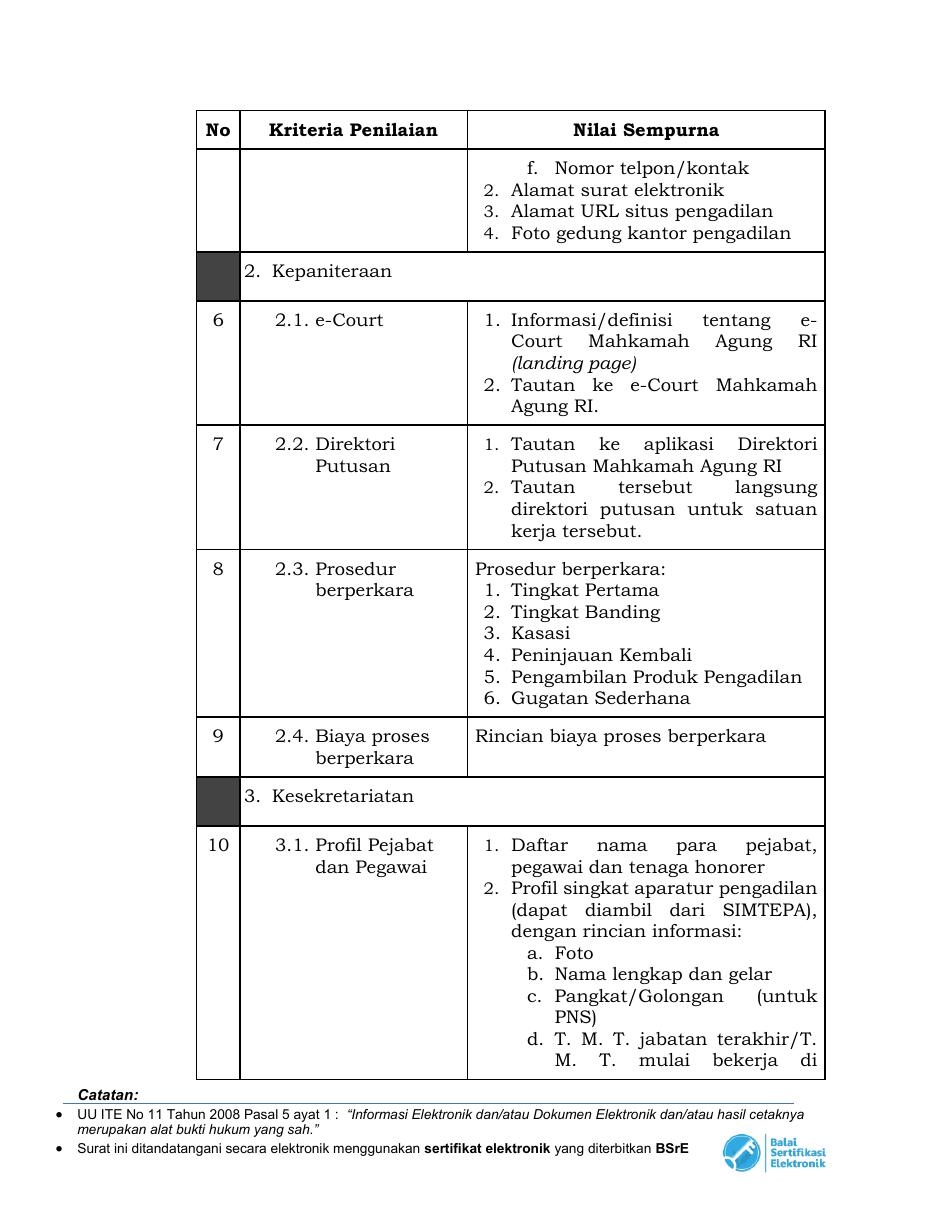 No Kriteria Penilaian Nilai Sempurna
f. Nomor telpon/kontak
2. Alamat surat elektronik
3. Alamat URL situs pengadilan
4. Foto gedung kantor pengadilan
2. Kepaniteraan
6 2.1. e-Court
1. Informasi/definisi tentang e-
Court Mahkamah Agung RI
(landing page)
2. Tautan ke e-Court Mahkamah
Agung RI.
7 2.2. Direktori
Putusan
1. Tautan ke aplikasi Direktori
Putusan Mahkamah Agung RI
2. Tautan tersebut langsung
direktori putusan untuk satuan
kerja tersebut.
8 2.3. Prosedur
berperkara
Prosedur berperkara:
1. Tingkat Pertama
2. Tingkat Banding
3. Kasasi
4. Peninjauan Kembali
5. Pengambilan Produk Pengadilan
6. Gugatan Sederhana
9 2.4. Biaya proses
berperkara
Rincian biaya proses berperkara
3. Kesekretariatan
10 3.1. Profil Pejabat
dan Pegawai
1. Daftar nama para pejabat,
pegawai dan tenaga honorer
2. Profil singkat aparatur pengadilan
(dapat diambil dari SIMTEPA),
dengan rincian informasi:
a. Foto
b. Nama lengkap dan gelar
c. Pangkat/Golongan (untuk
PNS)
d. T. M. T. jabatan terakhir/T.
M. T. mulai bekerja di
Catatan:
• UU ITE No 11 Tahun 2008 Pasal 5 ayat 1 : “Informasi Elektronik dan/atau Dokumen Elektronik dan/atau hasil cetaknya
merupakan alat bukti hukum yang sah.”
• Surat ini ditandatangani secara elektronik menggunakan sertifikat elektronik yang diterbitkan BSrE
Balai
Sertifikasi
Elektronik